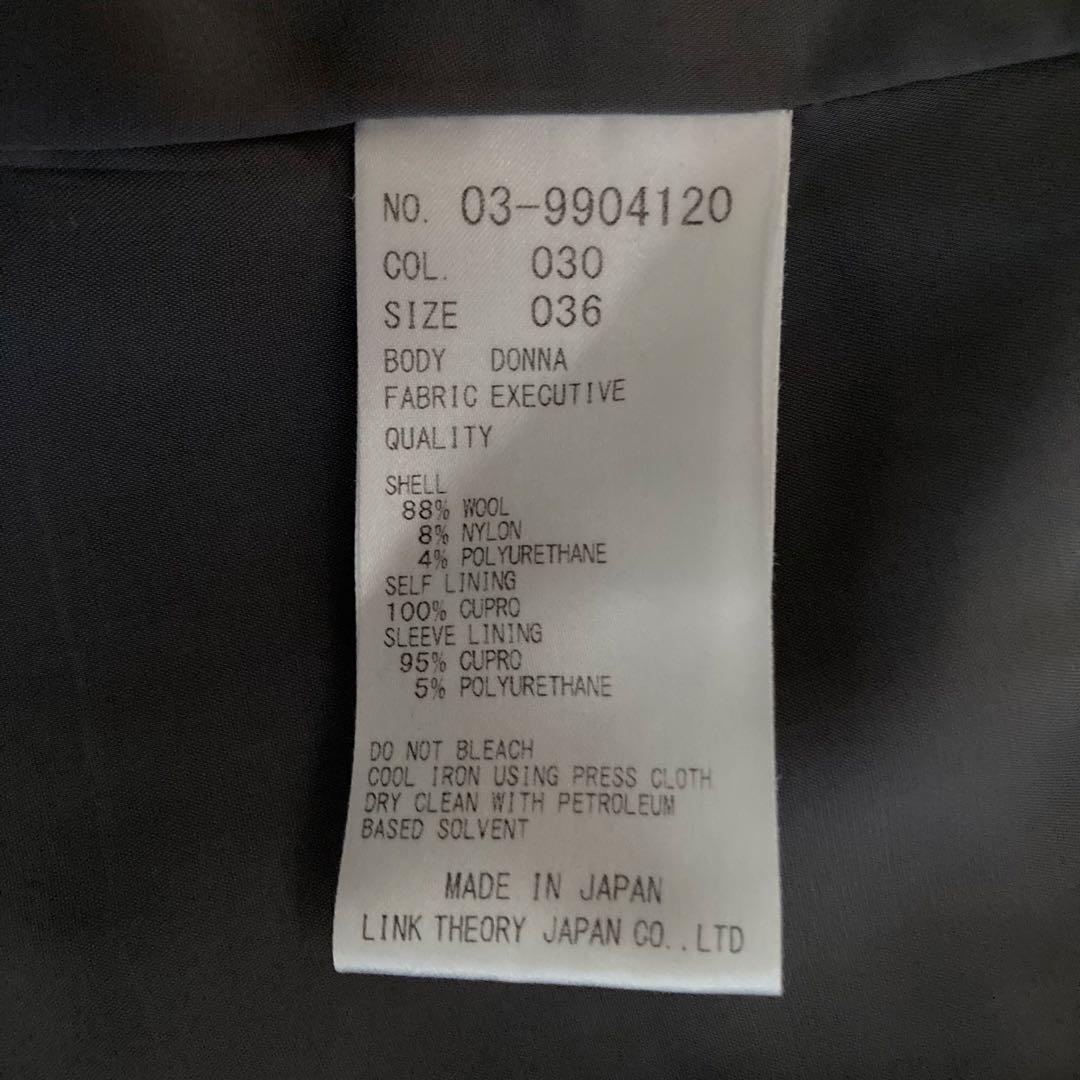 NO. 03-9904120
COL. 030
SIZE 036
BODY DONNA
FABRIC EXECUTIVE
QUALITY
SHELL
88% WOOL
8% NYLON
4% POLYURETHANE
SELF LINING
100% CUPRO
SLEEVE LINING
95% CUPRO
5% POLYURETHANE
DO NOT BLEACH
COOL IRON USING PRESS CLOTH
DRY CLEAN WITH PETROLEUM
BASED SOLVENT
MADE IN JAPAN
LINK THEORY JAPAN CO.,LTD